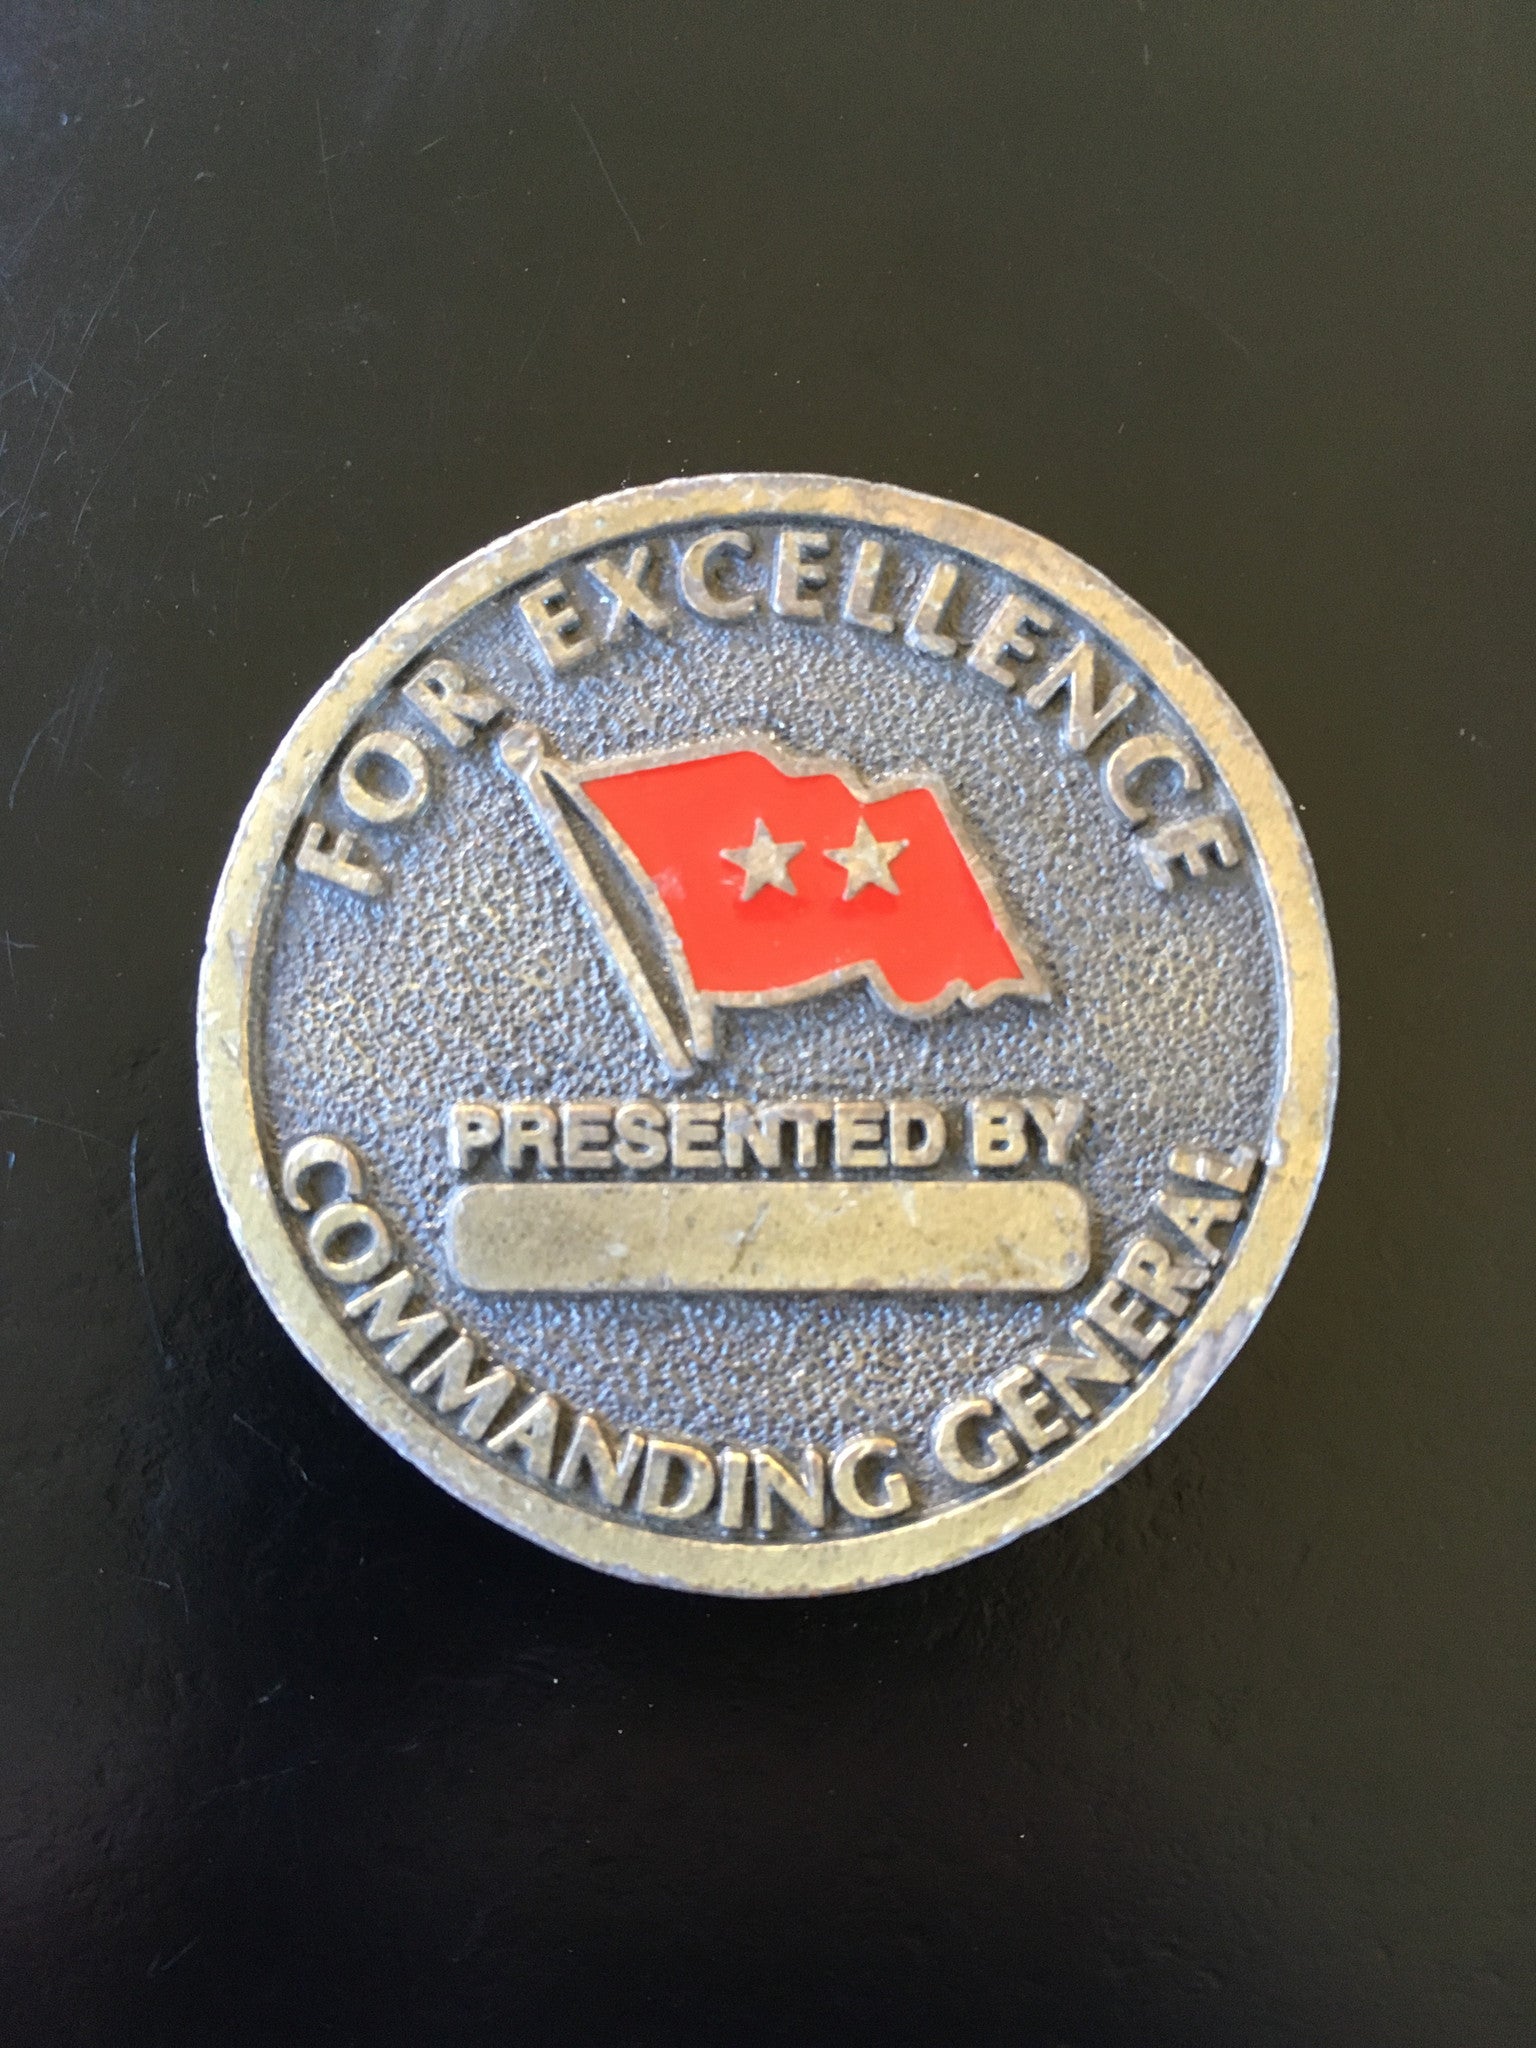 FOR EXCELLENCE
PRESENTED BY
COMMANDING GENERAL